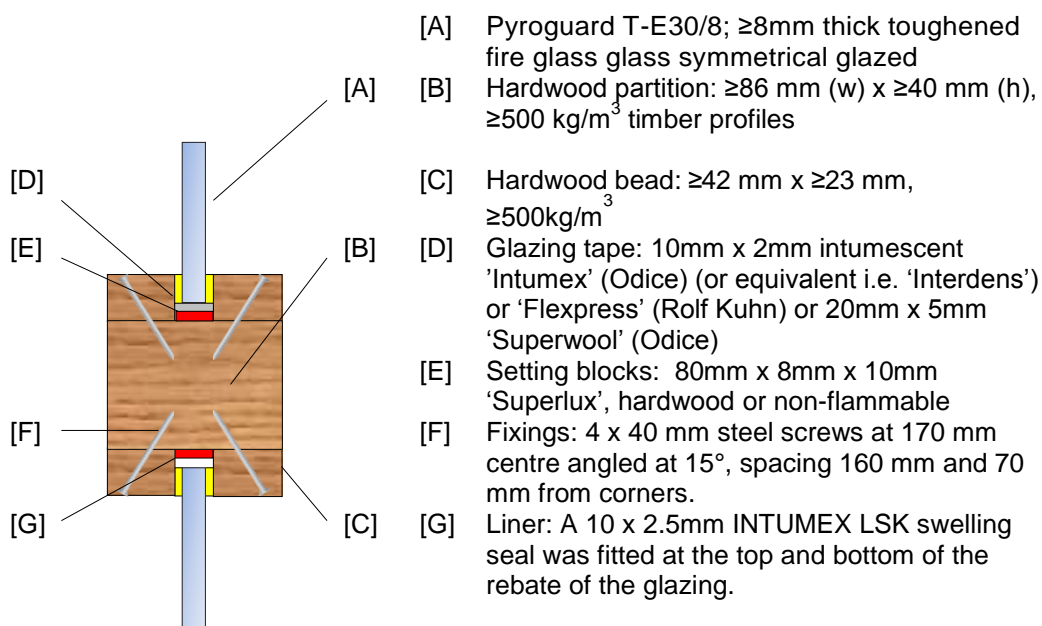 [A] Pyroguard T-E30/8; ≥8mm thick toughened
fire glass glass symmetrical glazed
[A] [B] Hardwood partition: ≥86 mm (w) x ≥40 mm (h),
≥500 kg/m³ timber profiles
[D] [C] Hardwood bead: ≥42 mm x ≥23 mm,
≥500kg/m³
[E] [B] [D] Glazing tape: 10mm x 2mm intumescent
’Intumex’ (Odice) (or equivalent i.e. ‘Interdens’)
or ‘Flexpress’ (Rolf Kuhn) or 20mm x 5mm
‘Superwool’ (Odice)
[E] Setting blocks: 80mm x 8mm x 10mm
‘Superlux’, hardwood or non-flammable
[F] [F] Fixings: 4 x 40 mm steel screws at 170 mm
centre angled at 15°, spacing 160 mm and 70
mm from corners.
[G] [C] [G] Liner: A 10 x 2.5mm INTUMEX LSK swelling
seal was fitted at the top and bottom of the
rebate of the glazing.